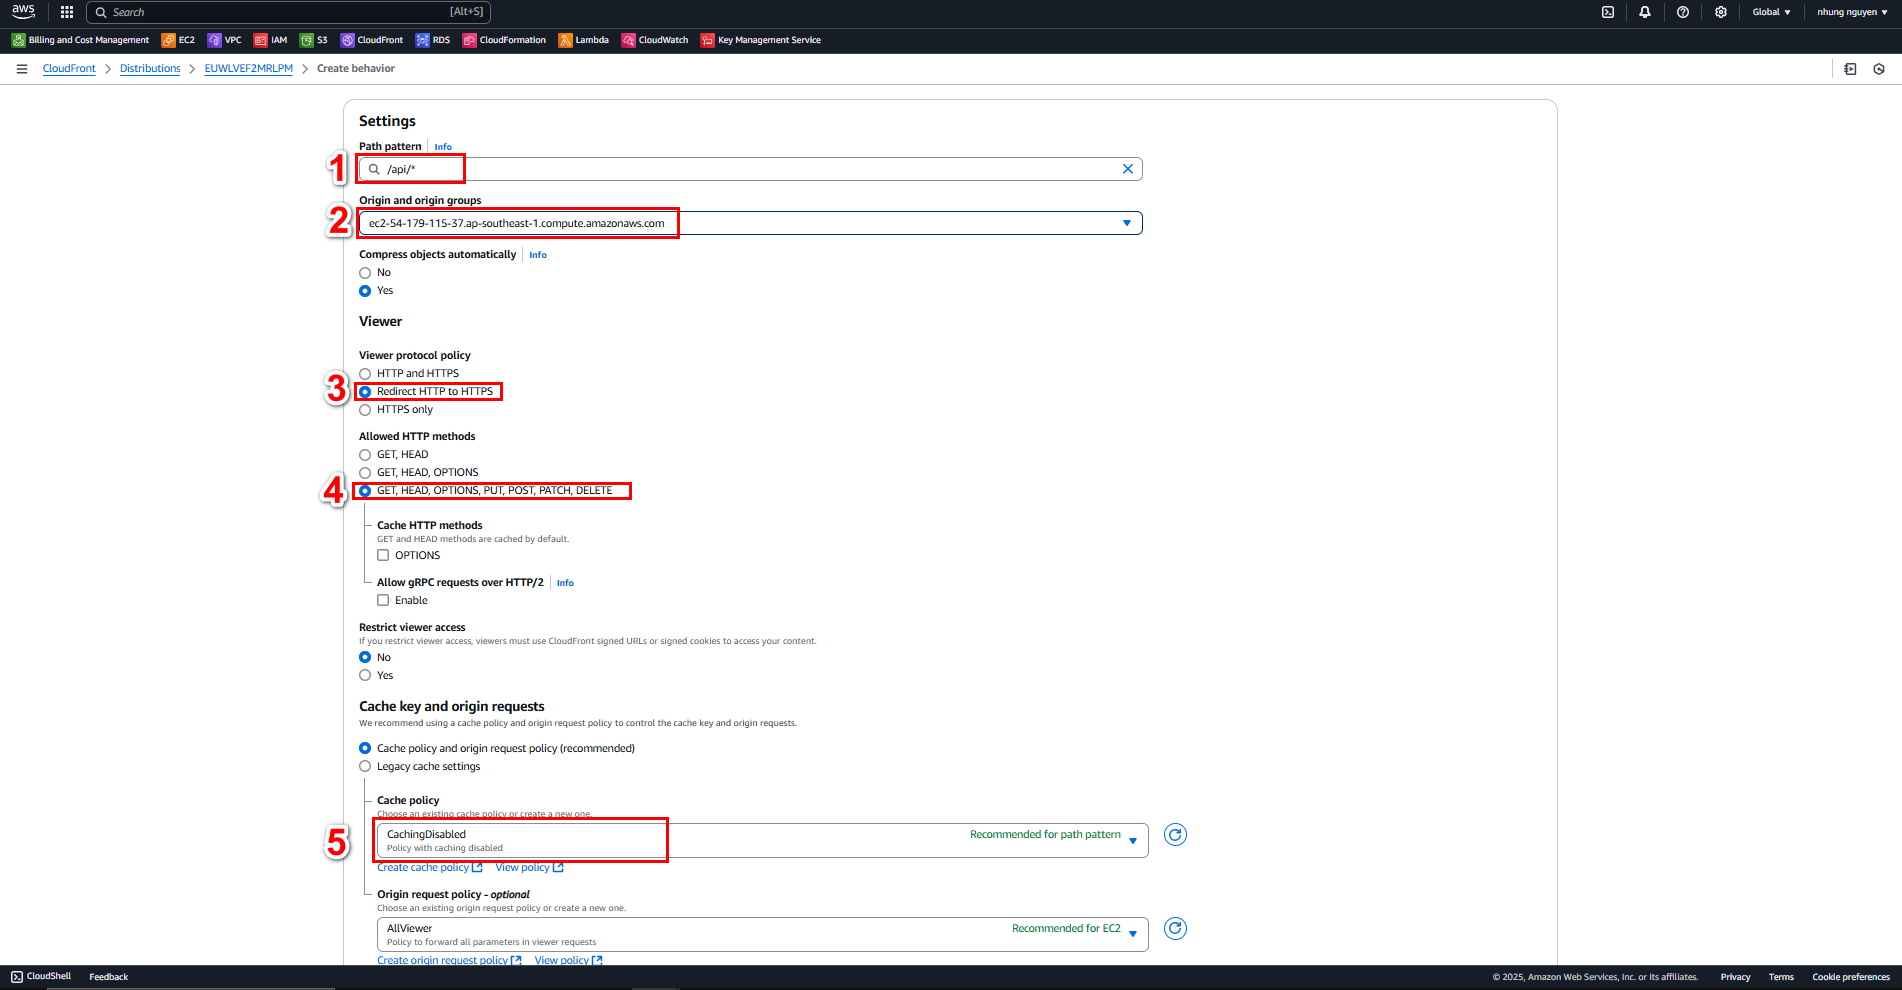 aws
Search [Alt+S] Global nhung nguyen
Billing and Cost Management EC2 VPC IAM S3 CloudFront RDS CloudFormation Lambda CloudWatch Key Management Service
CloudFront Distributions EUWLVEF2MRLPM Create behavior
Settings
Path pattern Info
1 /api/*
Origin and origin groups
2 ec2-54-179-115-37.ap-southeast-1.compute.amazonaws.com
Compress objects automatically Info
No
Yes
Viewer
Viewer protocol policy
HTTP and HTTPS
3 Redirect HTTP to HTTPS
HTTPS only
Allowed HTTP methods
GET, HEAD
GET, HEAD, OPTIONS
4 GET, HEAD, OPTIONS, PUT, POST, PATCH, DELETE
Cache HTTP methods
GET and HEAD methods are cached by default.
OPTIONS
Allow gRPC requests over HTTP/2 Info
Enable
Restrict viewer access
If you restrict viewer access, viewers must use CloudFront signed URLs or signed cookies to access your content.
No
Yes
Cache key and origin requests
We recommend using a cache policy and origin request policy to control the cache key and origin requests.
Cache policy and origin request policy (recommended)
Legacy cache settings
Cache policy
Choose an existing cache policy or create a new one.
5 CachingDisabled Recommended for path pattern
Policy with caching disabled
Create cache policy View policy
Origin request policy - optional
Choose an existing origin request policy or create a new one.
AllViewer Recommended for EC2
Policy to forward all parameters in viewer requests
Create origin request policy View policy
CloudShell Feedback © 2025, Amazon Web Services, Inc. or its affiliates. Privacy Terms Cookie preferences